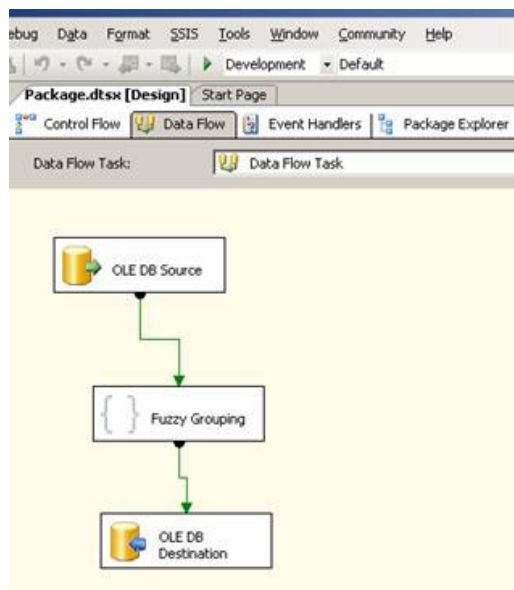 ebug Data Format SSIS Tools Window Community Help
Development Default
Package.dtsx [Design] Start Page
Control Flow Data Flow Event Handlers Package Explorer
Data Flow Task: Data Flow Task
OLE DB Source
Fuzzy Grouping
OLE DB
Destination